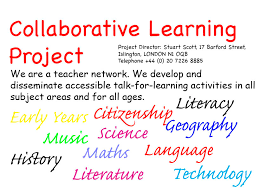 Collaborative Learning
Project
Project Director: Stuart Scott, 17 Barford Street,
Islington, LONDON N1 0QB
Telephone +44 (0) 20 7226 8885
We are a teacher network. We develop and
disseminate accessible talk-for-learning activities in all
subject areas and for all ages.
Literacy
Early Years
Citizenship
Geography
Music
Science
History
Maths
Language
Literature
Technology